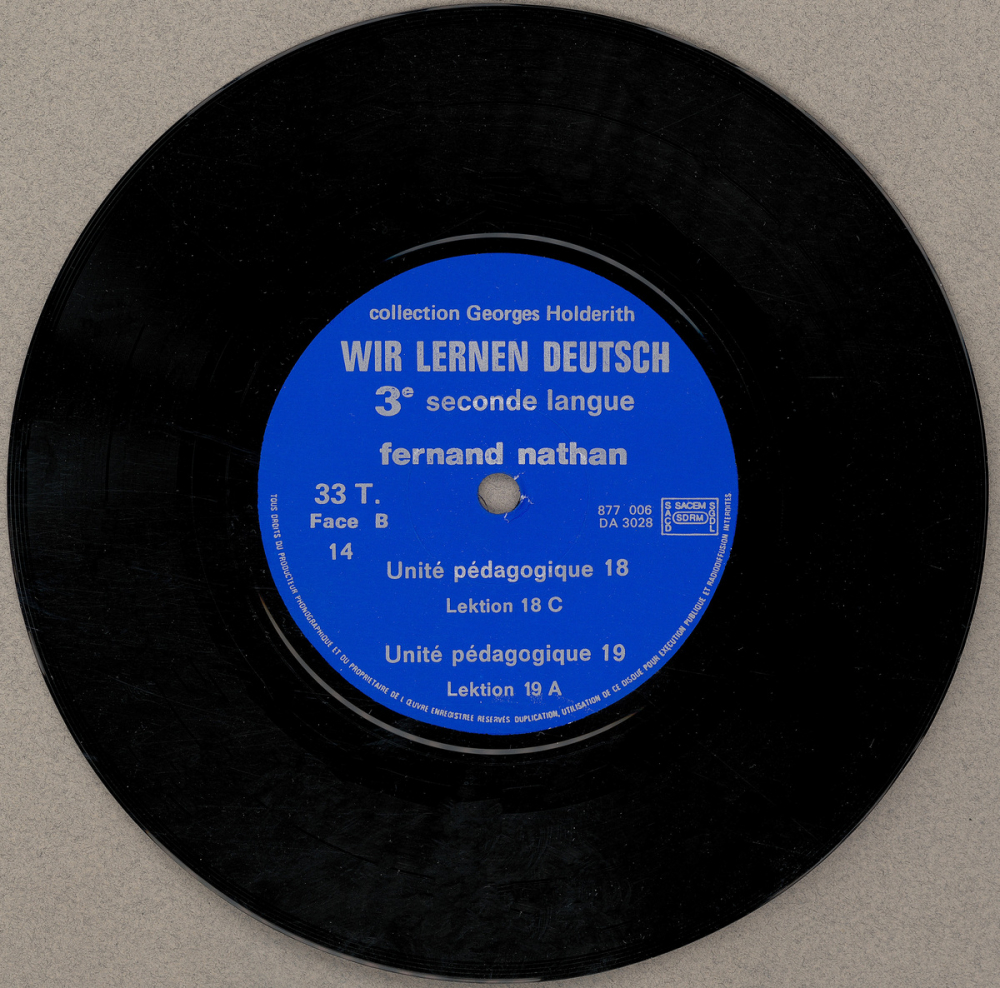 collection Georges Holderith
WIR LERNEN DEUTSCH
3e seconde langue
fernand nathan
33 T.
Face B
14
877 006
DA 3028
SACEM
SACD
SDRM
SGDL
Unité pédagogique 18
Lektion 18 C
Unité pédagogique 19
Lektion 19 A
TOUS DROITS DU PRODUCTEUR PHONOGRAPHIQUE ET DU PROPRIETAIRE DE L ŒUVRE ENREGISTREE RESERVÉS DUPLICATION, UTILISATION DE CE DISQUE POUR EXECUTION PUBLIQUE ET RADIODIFFUSION INTERDITES